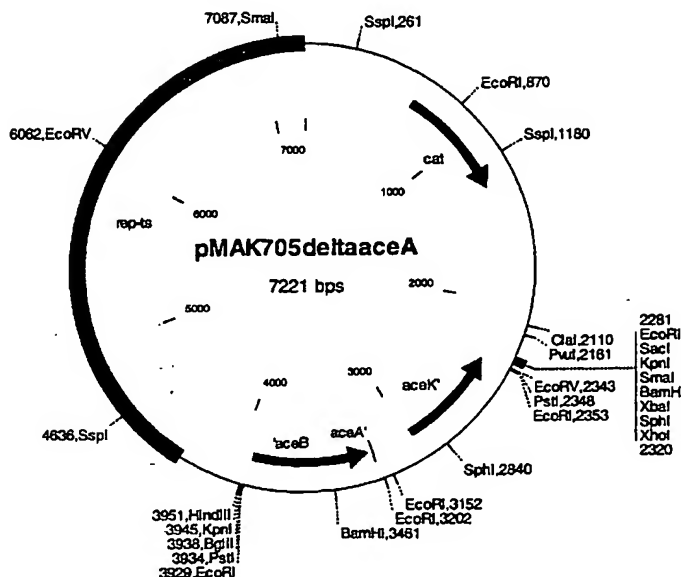 7087,SmaI
SspI,261
EcoRI,870
6062,EcoRV
SspI,1180
7000
cat
1000
rep-ts
6000
pMAK705deltaaceA
7221 bps
2000
5000
2281
EcoRI
SacI
KpnI
SmaI
BamH
XbaI
SphI
XhoI
2320
ClaI,2110
PvuI,2161
3000
aceK'
4000
EcoRV,2343
PstI,2348
EcoRI,2353
4636,SspI
'aceB
aceA'
SphI,2840
EcoRI,3152
EcoRI,3202
BamHI,3461
3951,HindIII
3945,KpnI
3938,BglII
3934,PstI
3929,EcoRI